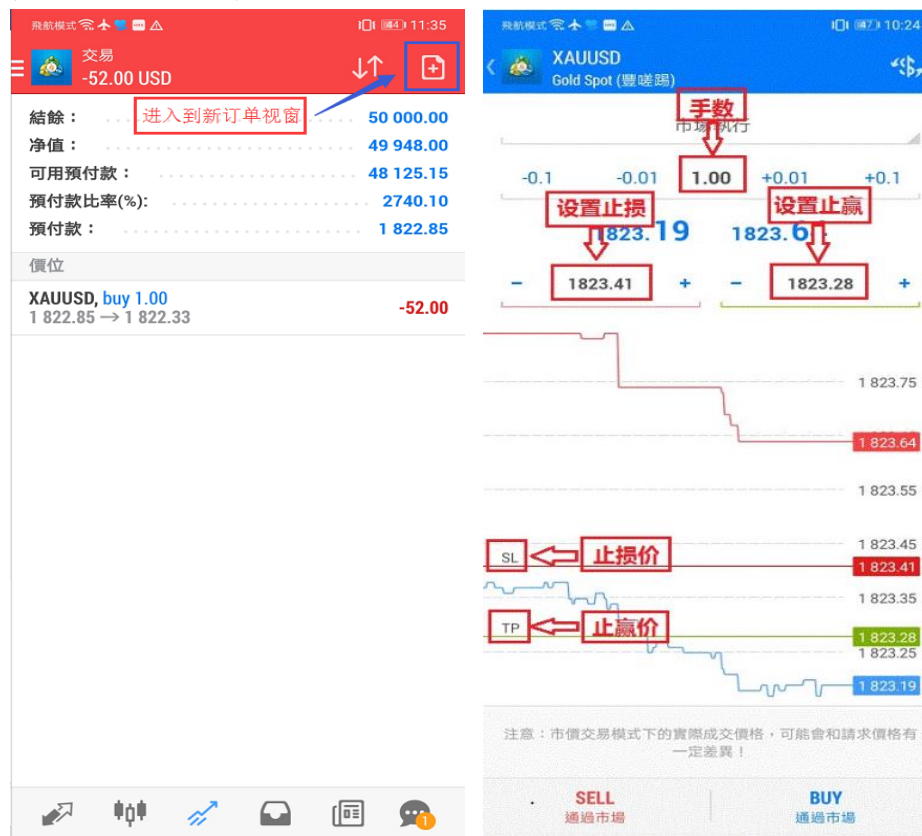 飛航模式
44
11:35
交易
-52.00 USD
进入到新订单视窗
結餘： 50 000.00
净值： 49 948.00
可用預付款： 48 125.15
預付款比率(%): 2740.10
預付款： 1 822.85
價位
XAUUSD, buy 1.00
1 822.85 → 1 822.33
-52.00
1
飛航模式
47
10:24
XAUUSD
Gold Spot (豐嗟踢)
手数
市場執行
-0.1 -0.01 1.00 +0.01 +0.1
设置止损 设置止赢
1823.19 1823.64
- 1823.41 + - 1823.28 +
1 823.75
1 823.64
1 823.55
1 823.45
SL 止损价
1 823.41
1 823.35
TP 止赢价
1 823.28
1 823.25
1 823.19
注意：市價交易模式下的實際成交價格，可能會和請求價格有
一定差異！
SELL
通過市場
BUY
通過市場